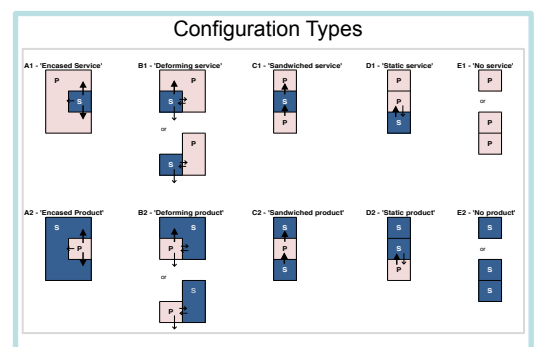 Configuration Types
A1 - 'Encased Service' B1 - 'Deforming service' C1 - 'Sandwiched service' D1 - 'Static service' E1 - 'No service'
P P P P P
S S S P or
or P S P
P P
S
A2 - 'Encased Product' B2 - 'Deforming product' C2 - 'Sandwiched product' D2 - 'Static product' E2 - 'No product'
S S S S S
P P P S or
or S P S
S S
P